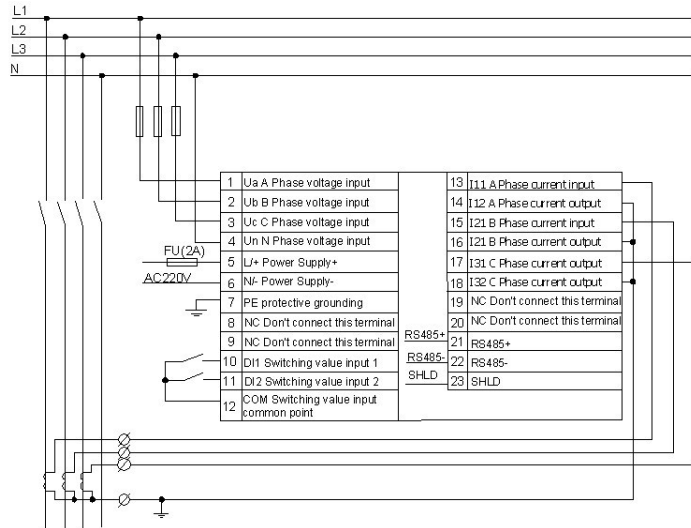 L1
L2
L3
N
1 Ua A Phase voltage input
2 Ub B Phase voltage input
3 Uc C Phase voltage input
4 Un N Phase voltage input
FU(2A)
5 L/+ Power Supply+
AC220V
6 N/- Power Supply-
7 PE protective grounding
8 NC Don't connect this terminal
9 NC Don't connect this terminal
10 DI1 Switching value input 1
11 DI2 Switching value input 2
12 COM Switching value input
common point
13 I11 A Phase current input
14 I12 A Phase current output
15 I21 B Phase current input
16 I21 B Phase current output
17 I31 C Phase current output
18 I32 C Phase current output
19 NC Don't connect this terminal
20 NC Don't connect this terminal
RS485+ 21 RS485+
RS485- 22 RS485-
SHLD 23 SHLD